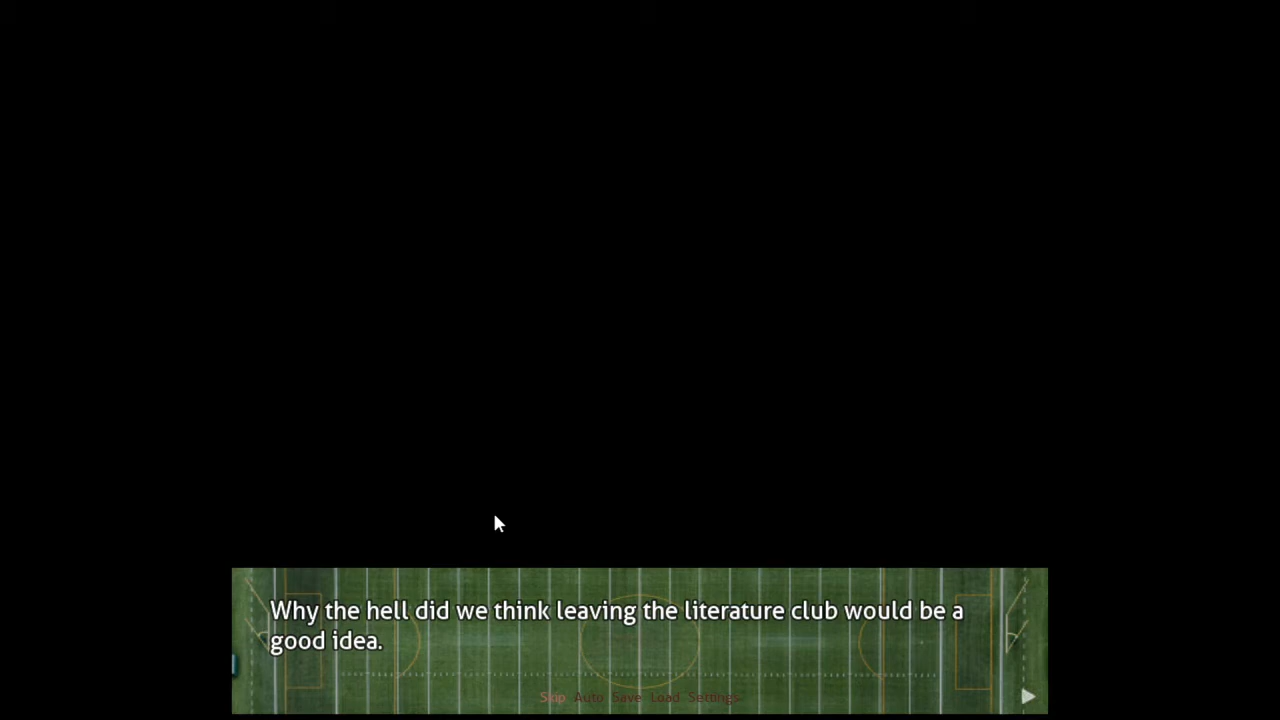 Why the hell did we think leaving the literature club would be a
good idea.
Skip Auto Save Load Settings